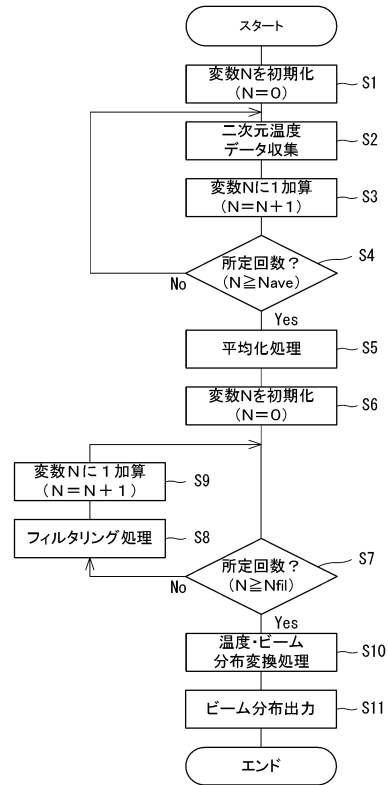 スタート
変数Nを初期化
(N=0)
S1
二次元温度
データ収集
S2
変数Nに1加算
(N=N+1)
S3
所定回数?
(N≧Nave)
S4
No
Yes
平均化処理
S5
変数Nを初期化
(N=0)
S6
変数Nに1加算
(N=N+1)
S9
フィルタリング処理
S8
所定回数?
(N≧Nfil)
S7
No
Yes
温度・ビーム
分布変換処理
S10
ビーム分布出力
S11
エンド